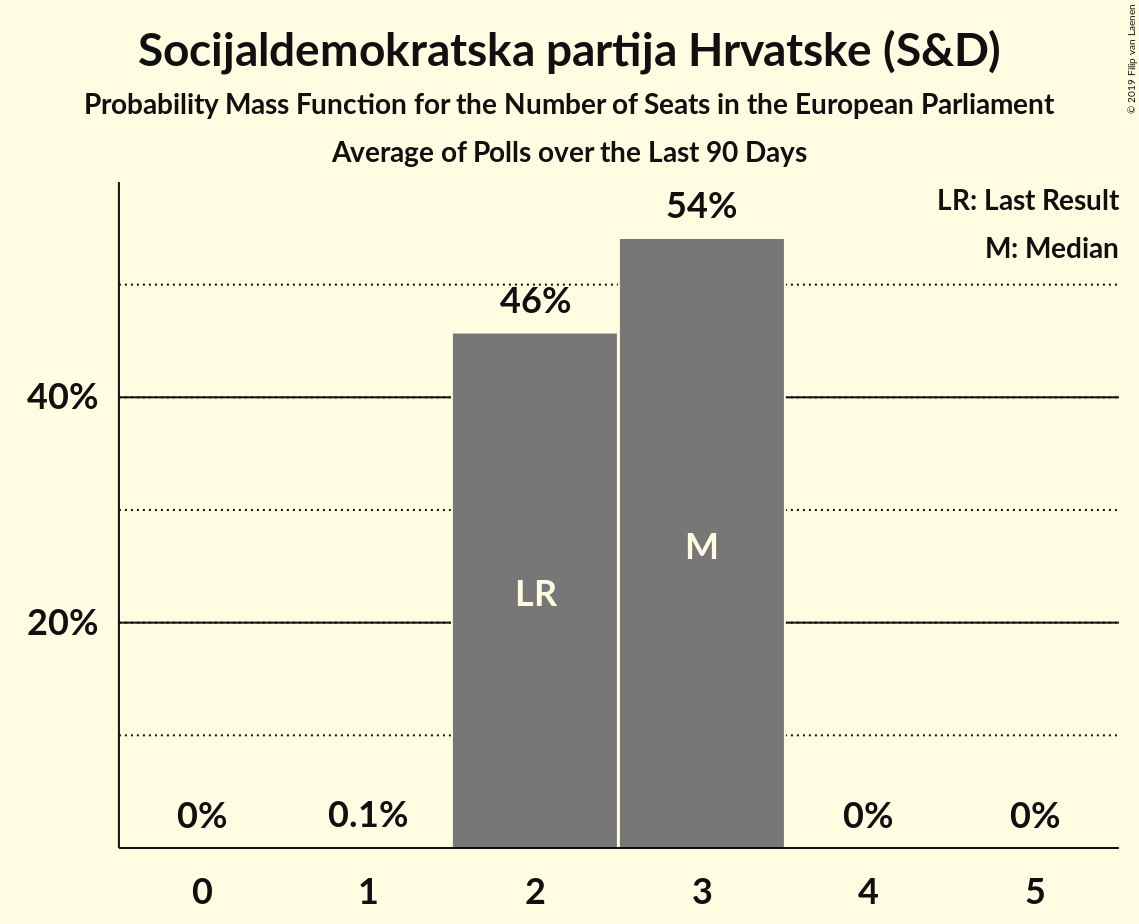 Socijaldemokratska partija Hrvatske (S&D)
Probability Mass Function for the Number of Seats in the European Parliament
Average of Polls over the Last 90 Days
© 2019 Filip van Laenen
LR: Last Result
M: Median
54%
46%
40%
M
LR
20%
0% 0.1% 0% 0%
0 1 2 3 4 5